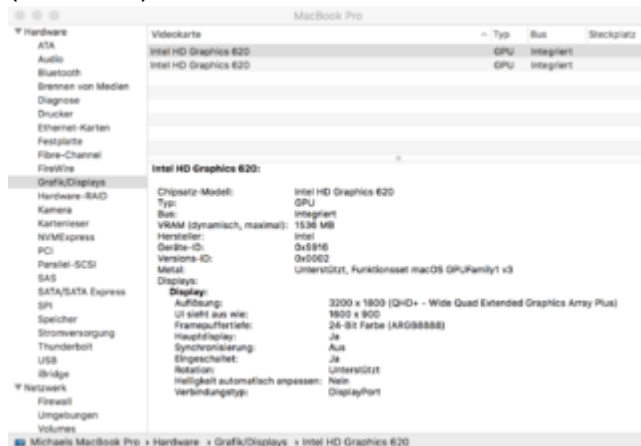 MacBook Pro
Hardware
ATA
Audio
Bluetooth
Brennen von Medien
Diagnose
Drucker
Ethernet-Karten
Festplatte
Fibre-Channel
FireWire
Grafik/Displays
Hardware-RAID
Kamera
Kartenleser
NVMExpress
PCI
Parallel-SCSI
SAS
SATA/SATA Express
SPI
Speicher
Stromversorgung
Thunderbolt
USB
iBridge
Netzwerk
Firewall
Umgebungen
Volumes
Videokarte Typ Bus Steckplatz
Intel HD Graphics 620 GPU Integriert
Intel HD Graphics 620 GPU Integriert
Intel HD Graphics 620:
Chipsatz-Modell: Intel HD Graphics 620
Typ: GPU
Bus: Integriert
VRAM (dynamisch, maximal): 1536 MB
Hersteller: Intel
Geräte-ID: 0x5916
Versions-ID: 0x0002
Metal: Unterstützt, Funktionsset macOS GPUFamily1 v3
Displays:
Display:
Auflösung: 3200 x 1800 (QHD+ - Wide Quad Extended Graphics Array Plus)
UI sieht aus wie: 1600 x 900
Framepuffertiefe: 24-Bit Farbe (ARGB8888)
Hauptdisplay: Ja
Synchronisierung: Aus
Eingeschaltet: Ja
Rotation: Unterstützt
Helligkeit automatisch anpassen: Nein
Verbindungstyp: DisplayPort
Michaels MacBook Pro › Hardware › Grafik/Displays › Intel HD Graphics 620